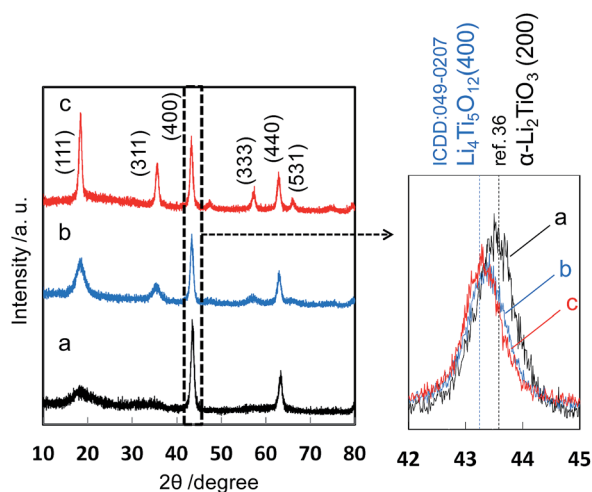 Intensity /a. u.
c
(111)
(311)
(400)
(333)
(440)
(531)
b
a
10 20 30 40 50 60 70 80
2θ /degree
ICDD:049-0207
Li4Ti5O12(400)
ref. 36
α-Li2TiO3 (200)
a
b
c
42 43 44 45